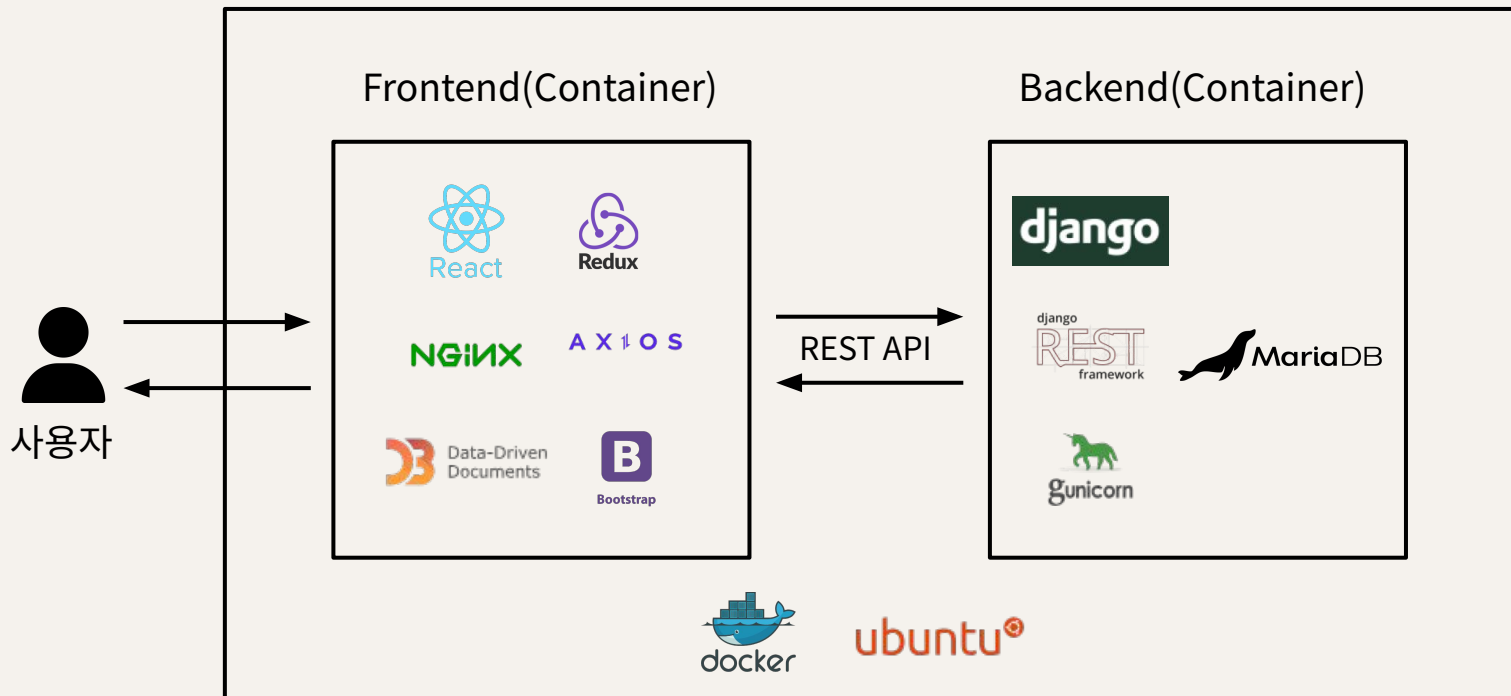 Frontend(Container)
Backend(Container)
React
Redux
NGINX
AXIOS
Data-Driven
Documents
B
Bootstrap
사용자
REST API
django
django
REST
framework
MariaDB
gunicorn
docker
ubuntu